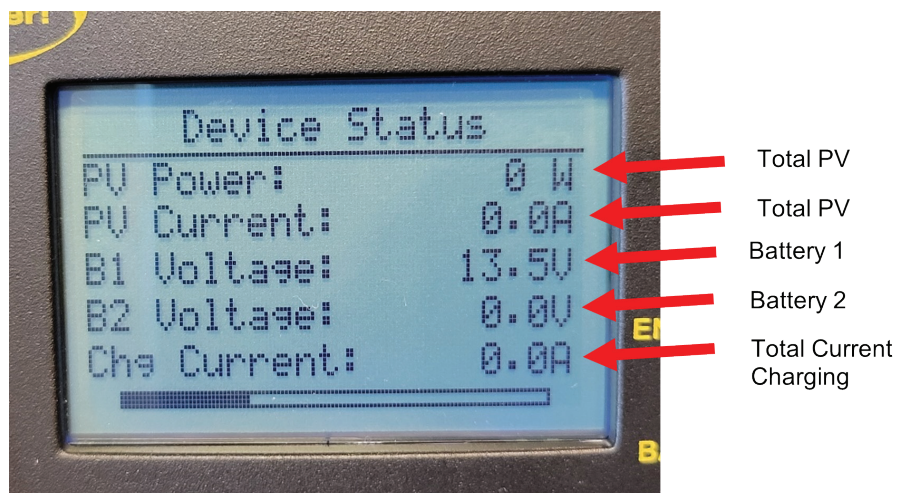 Device Status
PV Power: 0 W
Total PV
PV Current: 0.0A
Total PV
B1 Voltage: 13.5V
Battery 1
B2 Voltage: 0.0V
Battery 2
Chg Current: 0.0A
Total Current
Charging